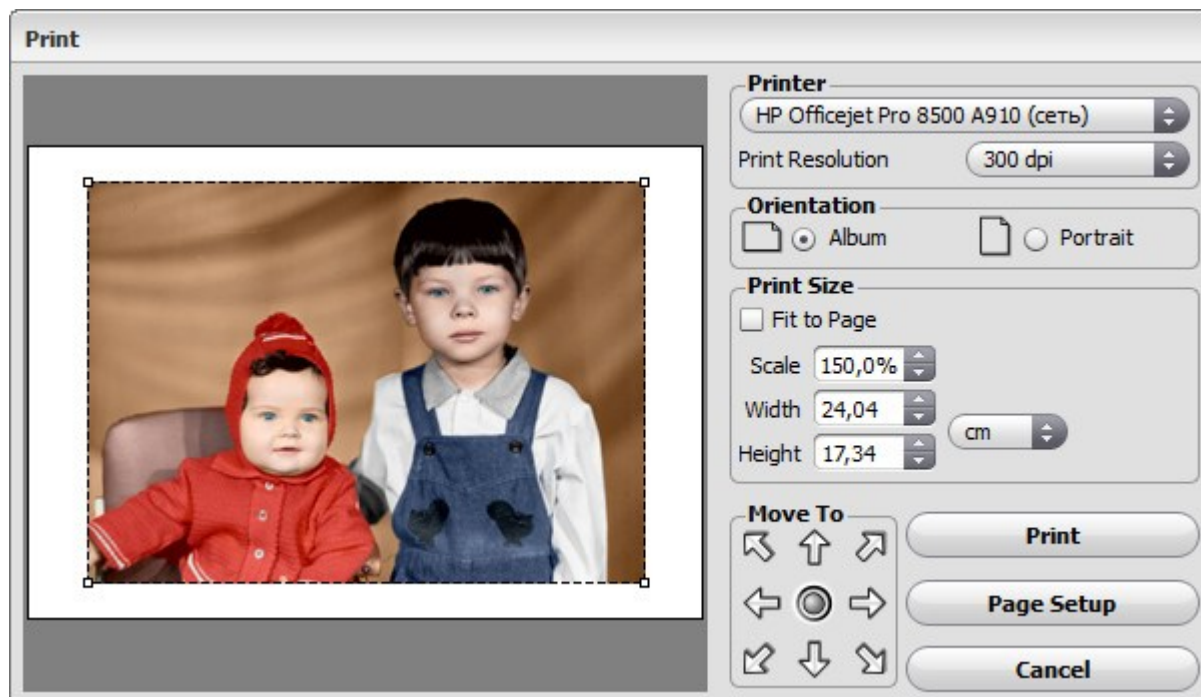 Print
Printer
HP Officejet Pro 8500 A910 (сеть)
Print Resolution 300 dpi
Orientation
Album Portrait
Print Size
Fit to Page
Scale 150,0%
Width 24,04
cm
Height 17,34
Move To
Print
Page Setup
Cancel